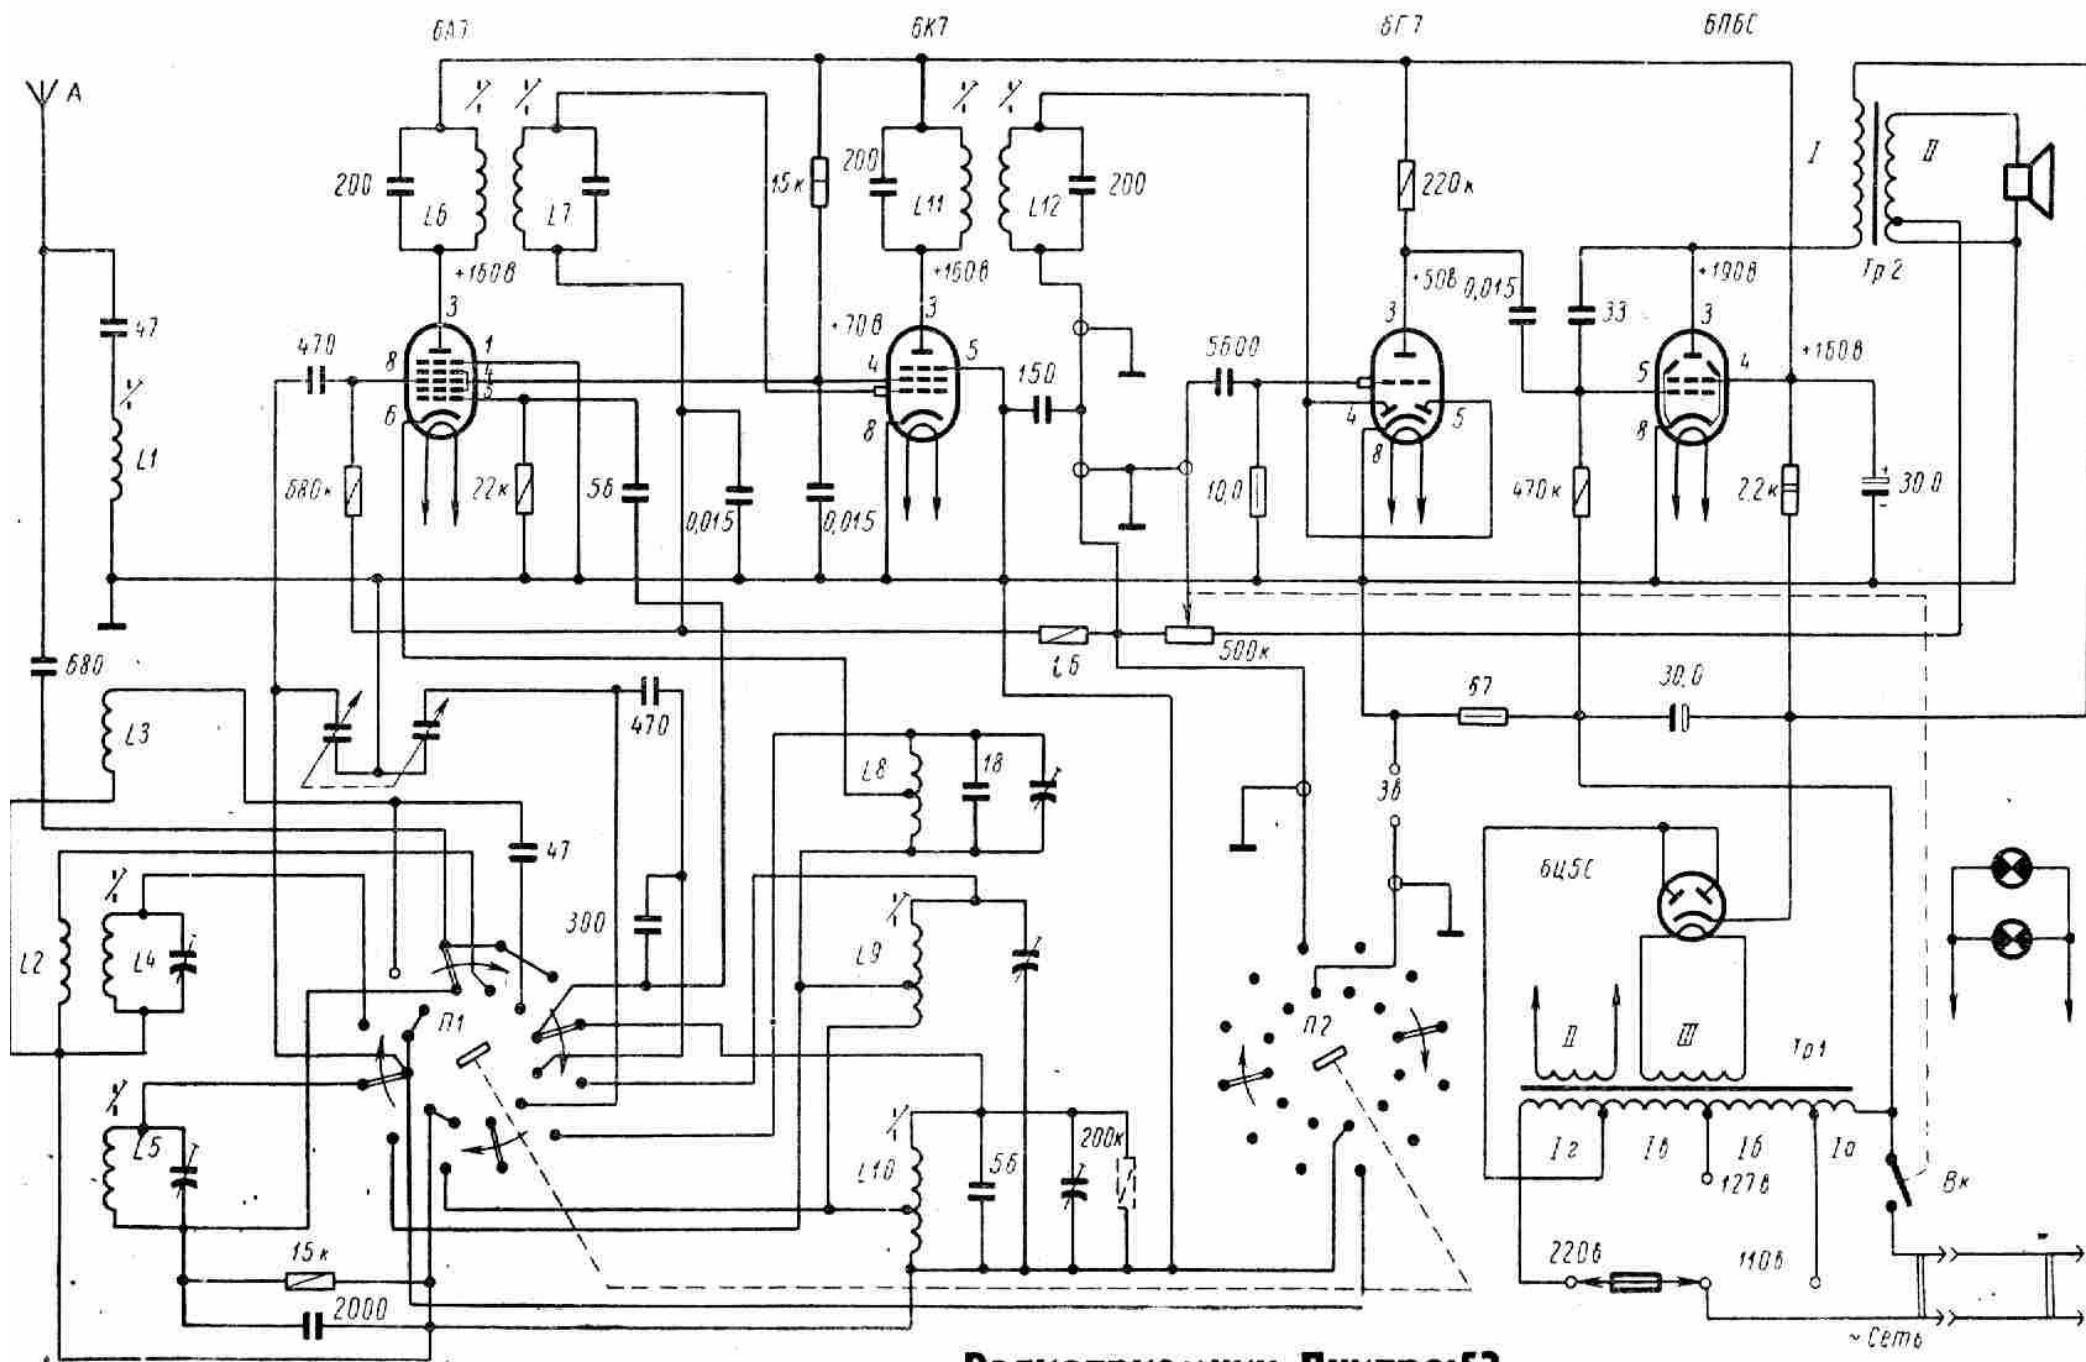 6А7 6К7 6Г7 6П6С
А
200 L6 L7 15к 200 L11 L12 200 220к I II
+160в +160в +50в 0,015 +190в Тр2
47 470 3 1 8 4 6 +70в 3 5 4 150 5600 3 33 3 +160в
5 4
L1 680к 22к 56 0,015 0,015 8 10,0 4 5 8 470к 8 2,2к 30,0
680 500к
L3 470 67 30,0
L8 18 Зв
47 6Ц5С
L2 L4 300 L9
П1 П2 II III Тр1
L5 L10 56 200к Iг Iв Iб Iа Вк
127в
15к 220в 110в
2000
~Сеть